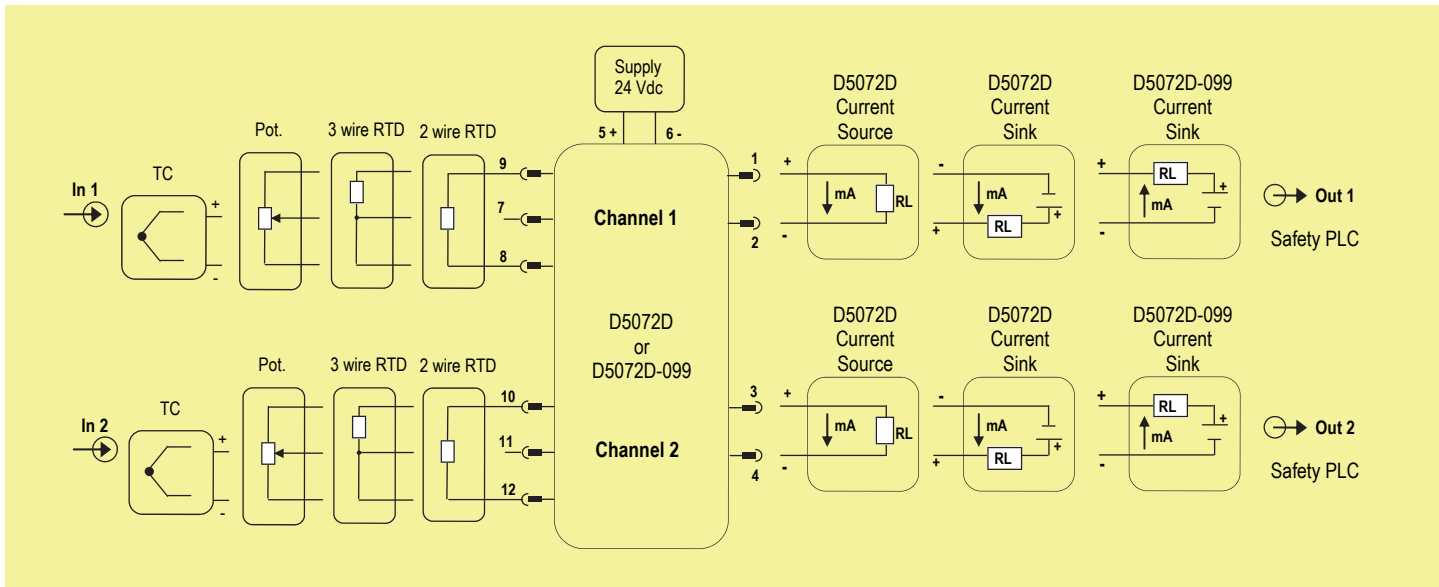 Supply
24 Vdc
5 +
6 -
D5072D
Current
Source
D5072D
Current
Sink
D5072D-099
Current
Sink
In 1
TC
+
-
Pot.
3 wire RTD
2 wire RTD
9
7
8
Channel 1
1
2
+
-
mA
RL
-
+
mA
RL
+
+
-
RL
mA
+
Out 1
Safety PLC
D5072D
or
D5072D-099
D5072D
Current
Source
D5072D
Current
Sink
D5072D-099
Current
Sink
In 2
TC
+
-
Pot.
3 wire RTD
2 wire RTD
10
11
12
Channel 2
3
4
+
-
mA
RL
-
+
mA
RL
+
+
-
RL
mA
+
Out 2
Safety PLC